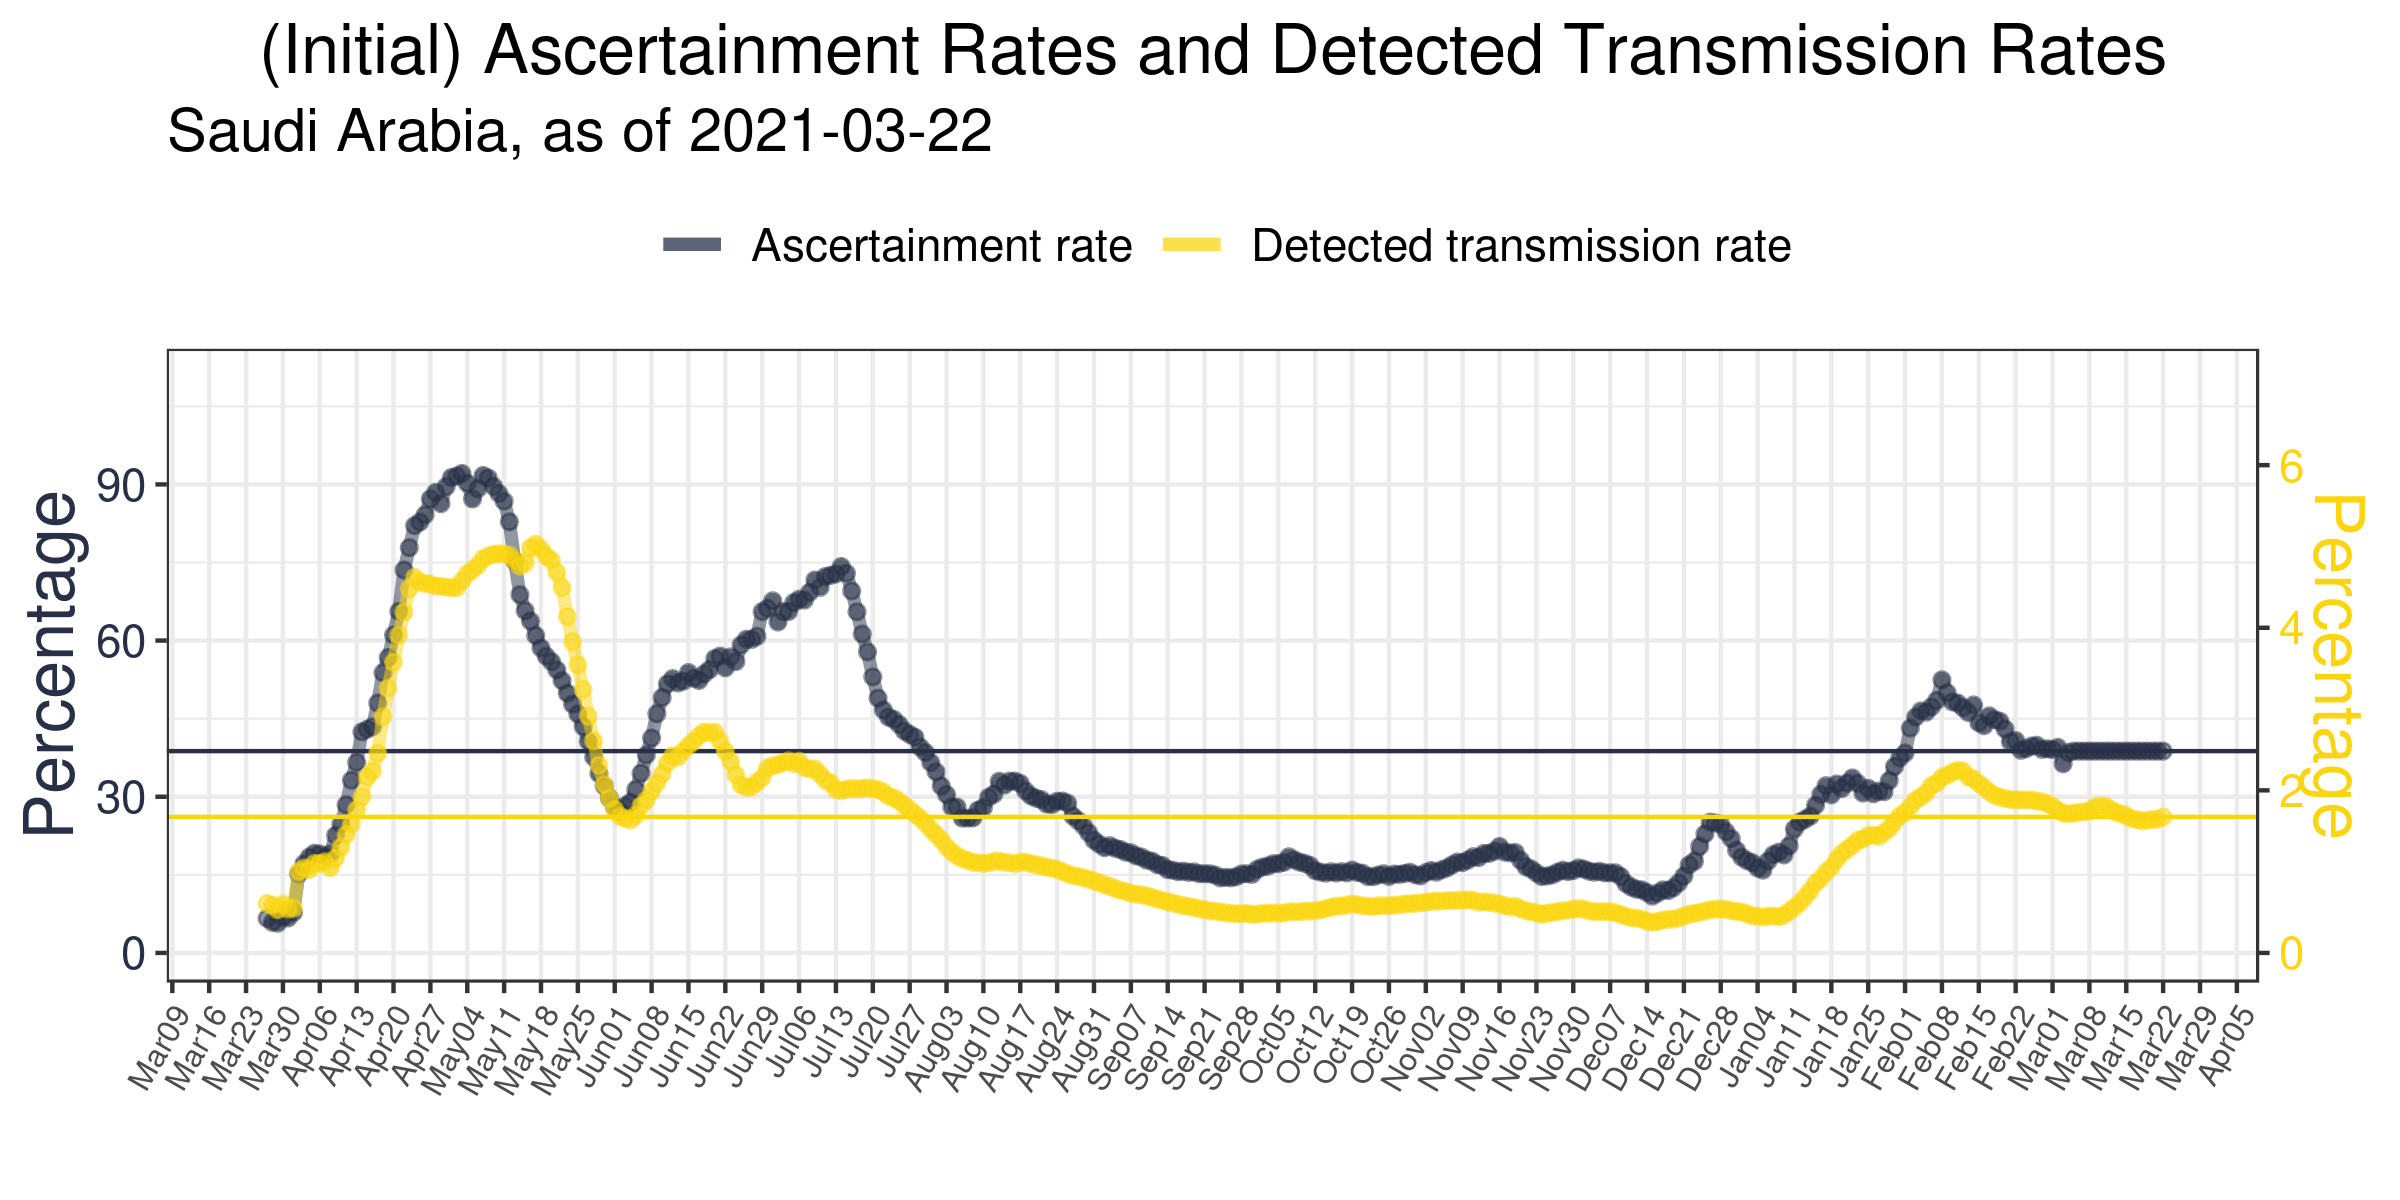 (Initial) Ascertainment Rates and Detected Transmission Rates
Saudi Arabia, as of 2021-03-22
Ascertainment rate
Detected transmission rate
Percentage
90
60
30
0
6
4
2
0
Percentage
Mar09
Mar16
Mar23
Mar30
Apr06
Apr13
Apr20
Apr27
May04
May11
May18
May25
Jun01
Jun08
Jun15
Jun22
Jun29
Jul06
Jul13
Jul20
Jul27
Aug03
Aug10
Aug17
Aug24
Aug31
Sep07
Sep14
Sep21
Sep28
Oct05
Oct12
Oct19
Oct26
Nov02
Nov09
Nov16
Nov23
Nov30
Dec07
Dec14
Dec21
Dec28
Jan04
Jan11
Jan18
Jan25
Feb01
Feb08
Feb15
Feb22
Mar01
Mar08
Mar15
Mar22
Mar29
Apr05